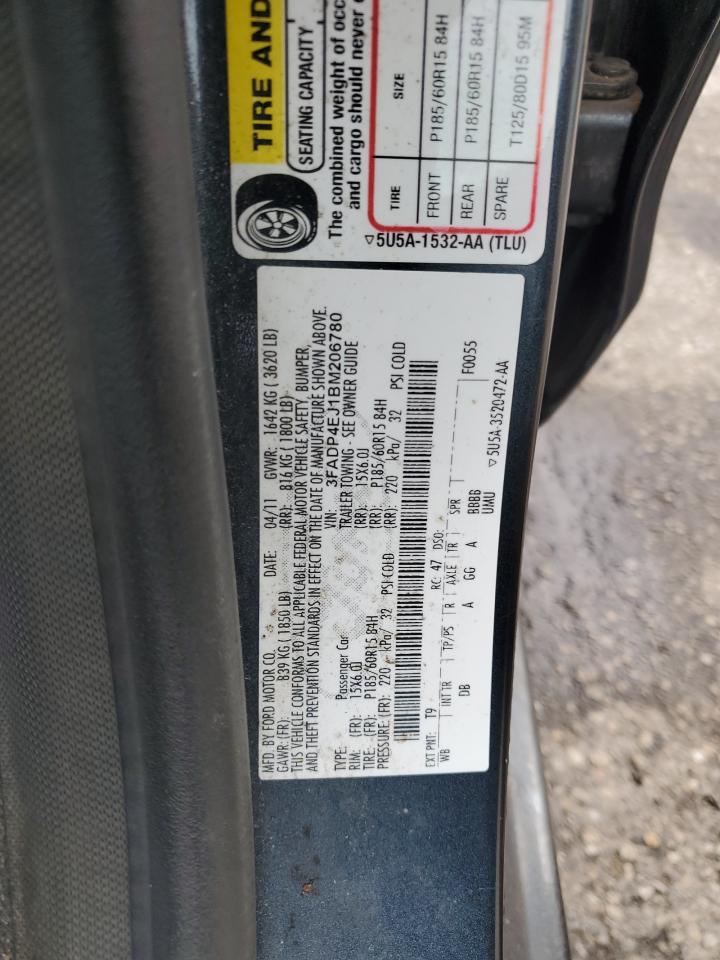 TIRE AND
SEATING CAPACITY
The combined weight of occ
and cargo should never e
TIRE SIZE
FRONT P185/60R15 84H
REAR P185/60R15 84H
SPARE T125/80D15 95M
▽5U5A-1532-AA (TLU)
MFD. BY FORD MOTOR CO. DATE: 04/11 GVWR: 1642 KG ( 3620 LB)
GAWR: (FR): 839 KG ( 1850 LB) (RR): 816 KG ( 1800 LB)
THIS VEHICLE CONFORMS TO ALL APPLICABLE FEDERAL MOTOR VEHICLE SAFETY, BUMPER,
AND THEFT PREVENTION STANDARDS IN EFFECT ON THE DATE OF MANUFACTURE SHOWN ABOVE.
VIN: 3FADP4EJ1BM206780
TYPE: Passenger Car TRAILER TOWING - SEE OWNER GUIDE
RIM: (FR): 15X6.0J (RR): 15X6.0J
TIRE: (FR): P185/60R15 84H (RR): P185/60R15 84H
PRESSURE: (FR): 220 kPa/ 32 PSI COLD (RR): 220 kPa/ 32 PSI COLD
EXT PNT: T9 RC: 47 DSO: F0055
WB INT TR TP/PS R AXLE TR SPR
DB A GG A BBBG
UMU
▽5U5A-3520472-AA